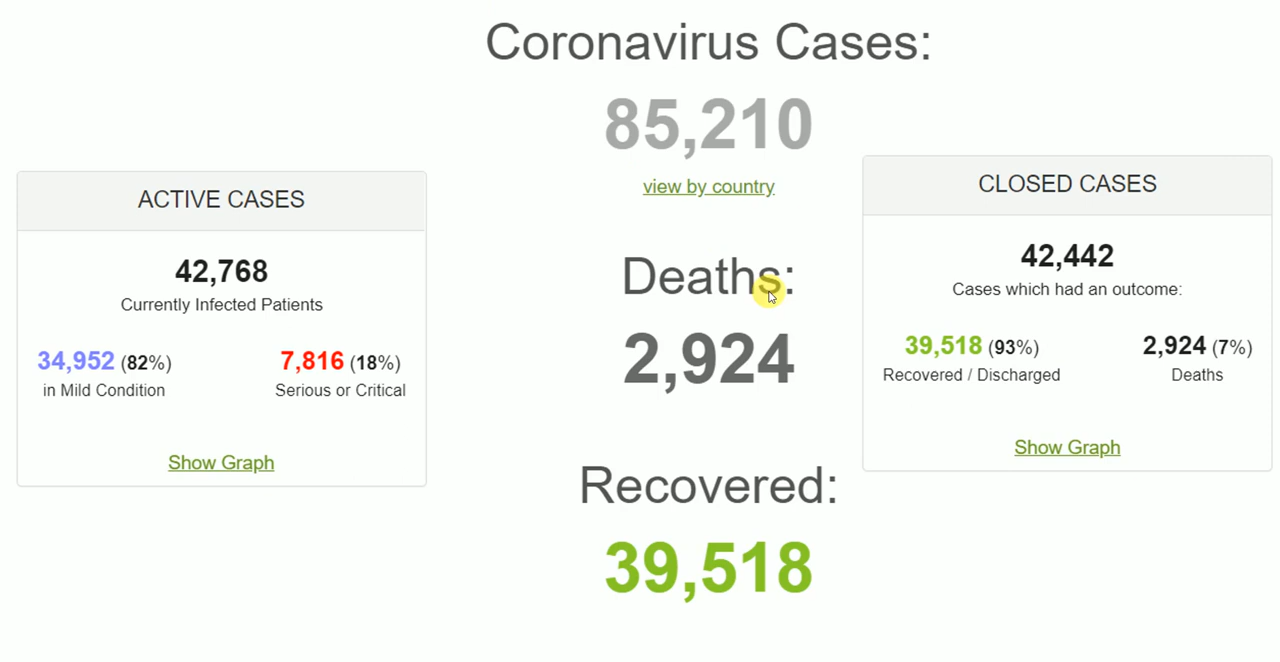 Coronavirus Cases:
85,210
view by country
ACTIVE CASES
42,768
Currently Infected Patients
34,952 (82%)
in Mild Condition
7,816 (18%)
Serious or Critical
Show Graph
Deaths:
2,924
Recovered:
39,518
CLOSED CASES
42,442
Cases which had an outcome:
39,518 (93%)
Recovered / Discharged
2,924 (7%)
Deaths
Show Graph